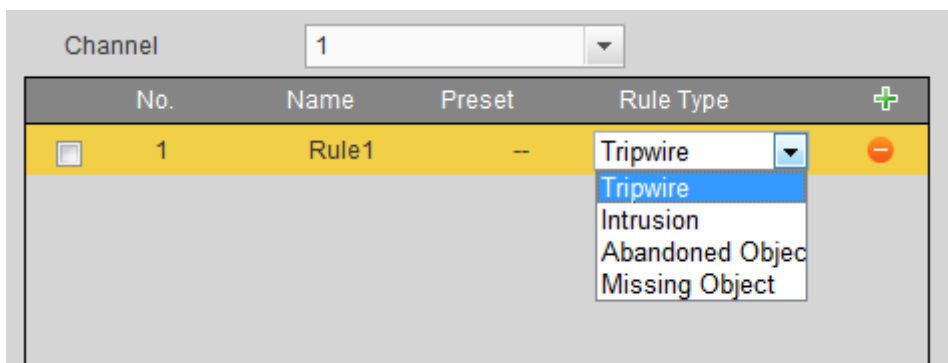 Channel 1
No. Name Preset Rule Type
1 Rule1 -- Tripwire
Tripwire
Intrusion
Abandoned Objec
Missing Object